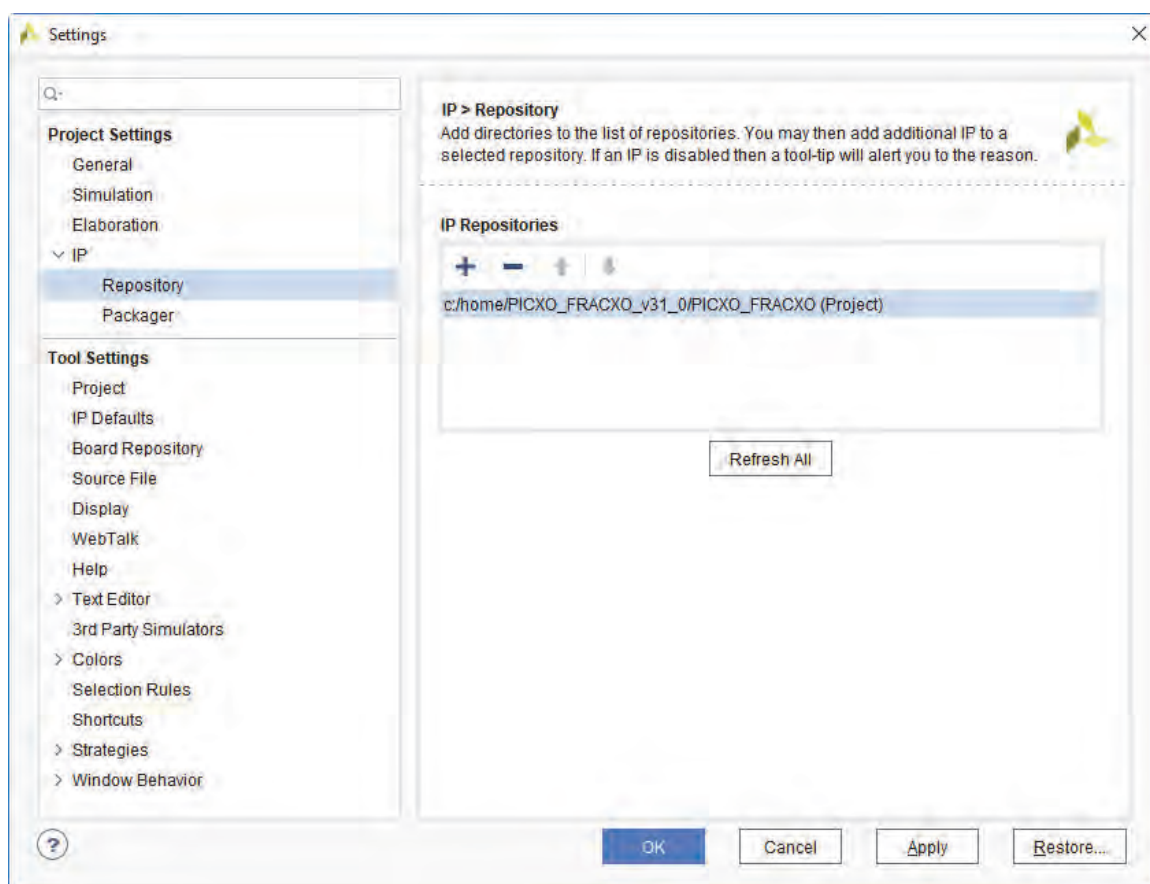 Settings
Project Settings
General
Simulation
Elaboration
IP
Repository
Packager
Tool Settings
Project
IP Defaults
Board Repository
Source File
Display
WebTalk
Help
Text Editor
3rd Party Simulators
Colors
Selection Rules
Shortcuts
Strategies
Window Behavior
IP > Repository
Add directories to the list of repositories. You may then add additional IP to a
selected repository. If an IP is disabled then a tool-tip will alert you to the reason.
IP Repositories
c:/home/PICXO_FRACXO_v31_0/PICXO_FRACXO (Project)
Refresh All
?
OK
Cancel
Apply
Restore...